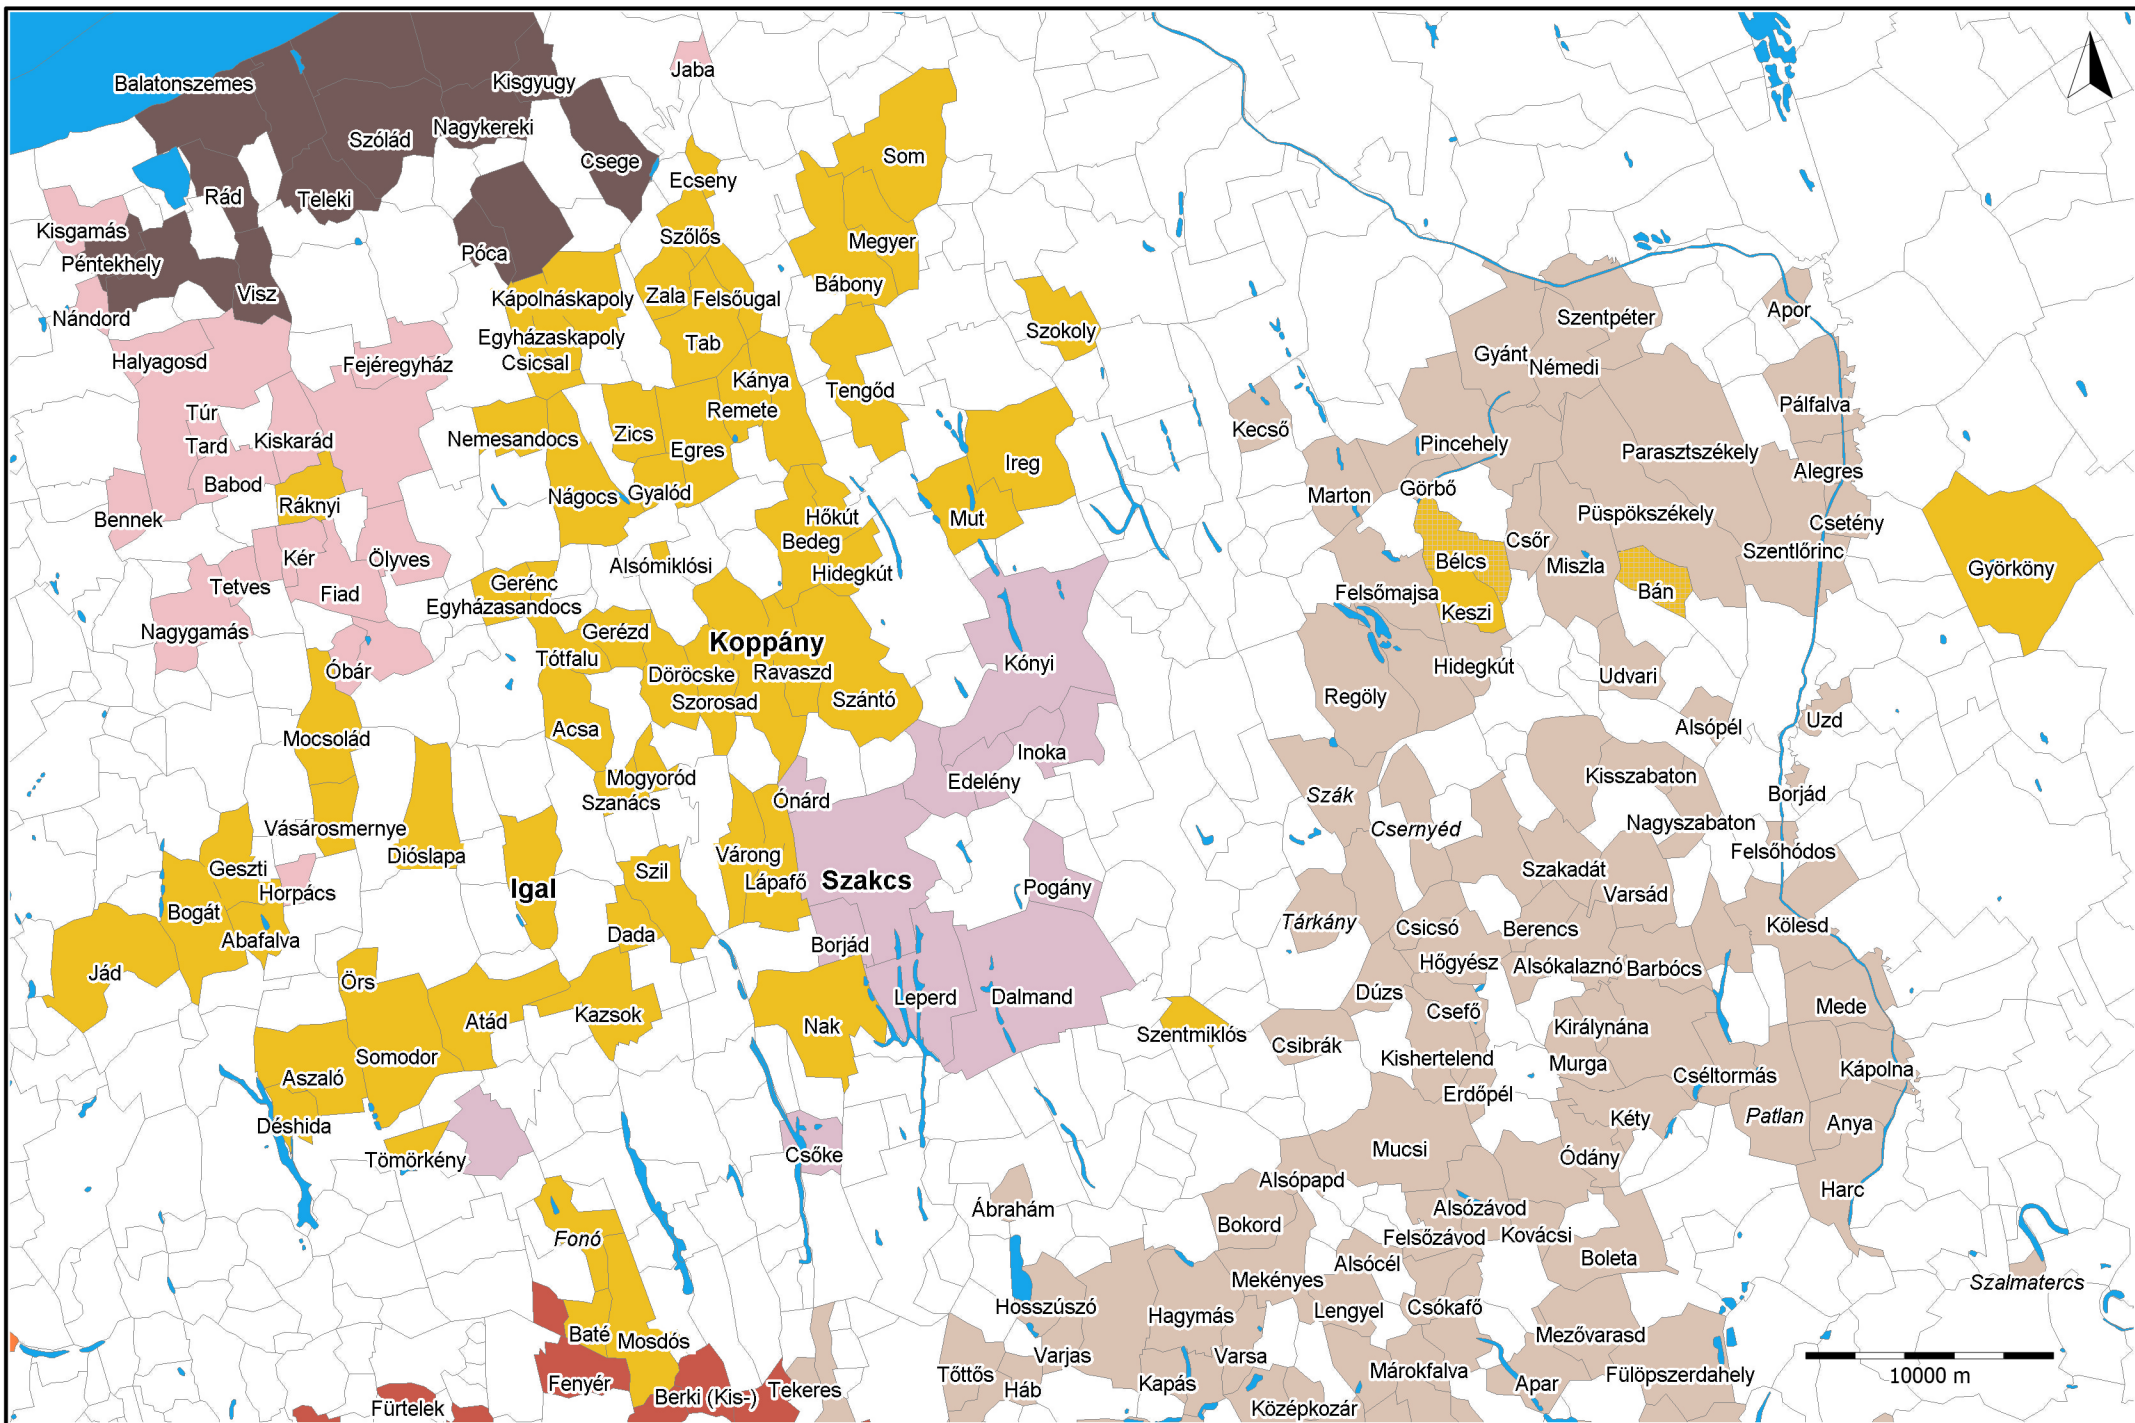 Jaba
Balatonszemes
Kisgyugy
Nagykereki
Szólád
Csege
Som
Ecseny
Rád
Teleki
Kisgamás
Szőlős
Megyer
Póca
Péntekhely
Visz
Bábony
Kápolnáskapoly
Zala
Felsőugal
Nándord
Apor
Szentpéter
Szokoly
Egyházaskapoly
Tab
Csicsal
Halyagosd
Fejéregyház
Gyánt
Némedi
Kánya
Tengőd
Remete
Túr
Pálfalva
Kecső
Zics
Nemesandocs
Kiskarád
Tard
Egres
Pincehely
Parasztszékely
Ireg
Alegres
Babod
Ráknyi
Nágocs
Gyalód
Görbő
Marton
Bennek
Hőkút
Mut
Püspökszékely
Csetény
Bedeg
Csőr
Szentlőrinc
Kér
Ölyves
Alsómiklósi
Hidegkút
Bélcs
Miszla
Györköny
Gerénc
Tetves
Fiad
Egyházasandocs
Felsőmajsa
Bán
Keszi
Nagygamás
Gerézd
Koppány
Tótfalu
Kónyi
Hidegkút
Óbár
Döröcske
Ravaszd
Udvari
Szorosad
Szántó
Regöly
Acsa
Alsópél
Uzd
Mocsolád
Inoka
Mogyoród
Edelény
Kisszabaton
Szanács
Ónárd
Szák
Borjád
Vásárosmernye
Csernyéd
Nagyszabaton
Dióslapa
Várong
Felsőhódos
Geszti
Szil
Szakadát
Horpács
Igal
Lápafő
Szakcs
Pogány
Varsád
Bogát
Tárkány
Csicsó
Berencs
Kölesd
Abafalva
Dada
Borjád
Jád
Hőgyész
Alsókalaznó
Barbócs
Örs
Dúzs
Leperd
Dalmand
Atád
Kazsok
Nak
Csefő
Mede
Szentmiklós
Királynána
Csibrák
Somodor
Kishertelend
Murga
Aszaló
Cséltormás
Kápolna
Erdőpél
Déshida
Kéty
Patlan
Anya
Tömörkény
Csőke
Mucsi
Ódány
Alsópapd
Harc
Ábrahám
Alsózávod
Bokord
Fonó
Felsőzávod
Kovácsi
Boleta
Alsócél
Mekényes
Szalmatercs
Hosszúszó
Hagymás
Lengyel
Csókafő
Baté
Mosdós
Mezővarasd
Varjas
Varsa
Tőttős
Márokfalva
Fülöpszerdahely
10000 m
Fenyér
Berki (Kis-)
Tekeres
Háb
Kapás
Apar
Fürtelek
Középkozár